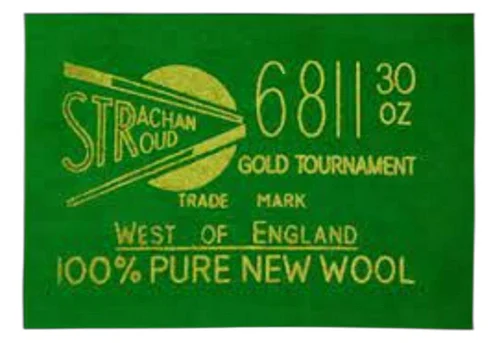 STRACHAN
STROUD
6811 30 OZ
GOLD TOURNAMENT
TRADE MARK
WEST OF ENGLAND
100% PURE NEW WOOL